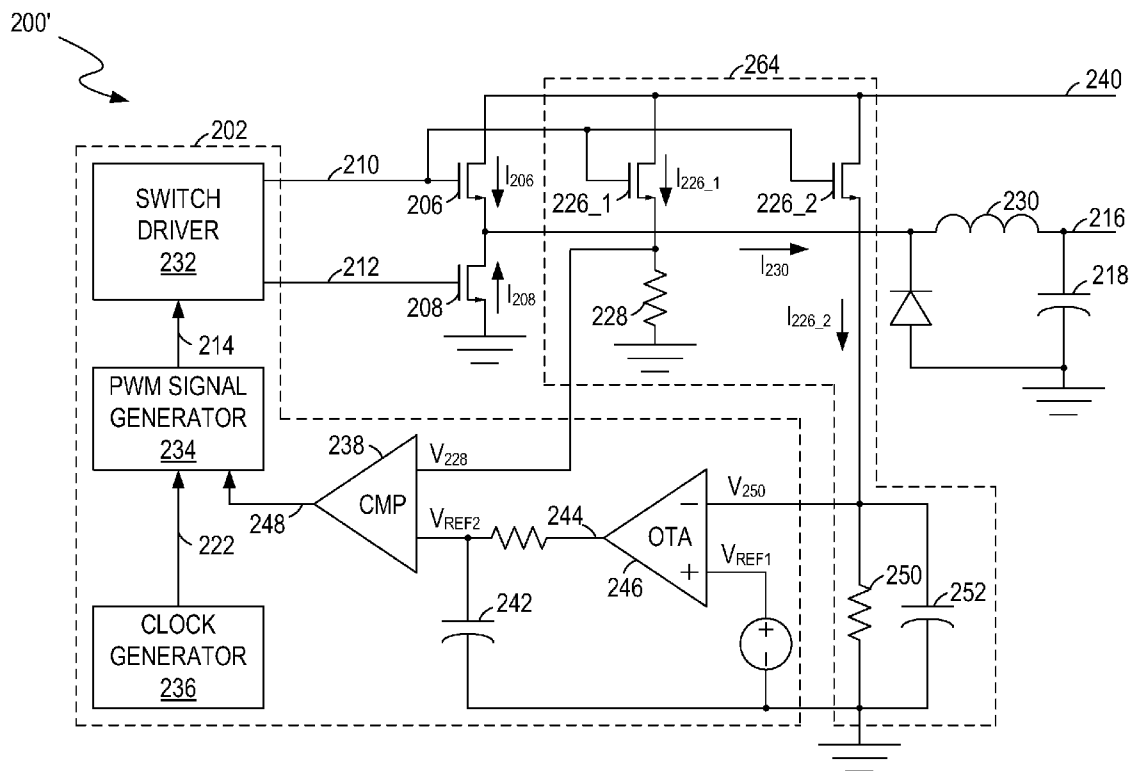 200'
264
240
202
SWITCH
DRIVER
232
210
206
I206
226_1
I226_1
226_2
230
216
212
208
I208
I230
228
218
I226_2
214
PWM SIGNAL
GENERATOR
234
238
CMP
V228
V250
248
VREF2
244
OTA
VREF1
246
222
242
250
252
CLOCK
GENERATOR
236